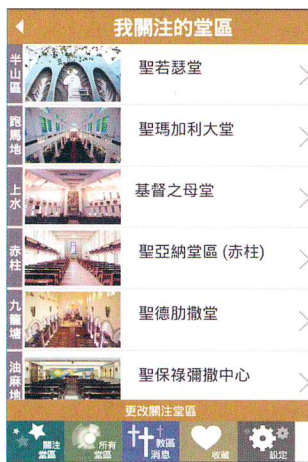 我關注的堂區
半山區
聖若瑟堂
跑馬地
聖瑪加利大堂
上水
基督之母堂
赤柱
聖亞納堂區 (赤柱)
九龍塘
聖德肋撒堂
油麻地
聖保祿彌撒中心
更改關注堂區
關注
堂區
所有
堂區
教區
消息
收藏
設定